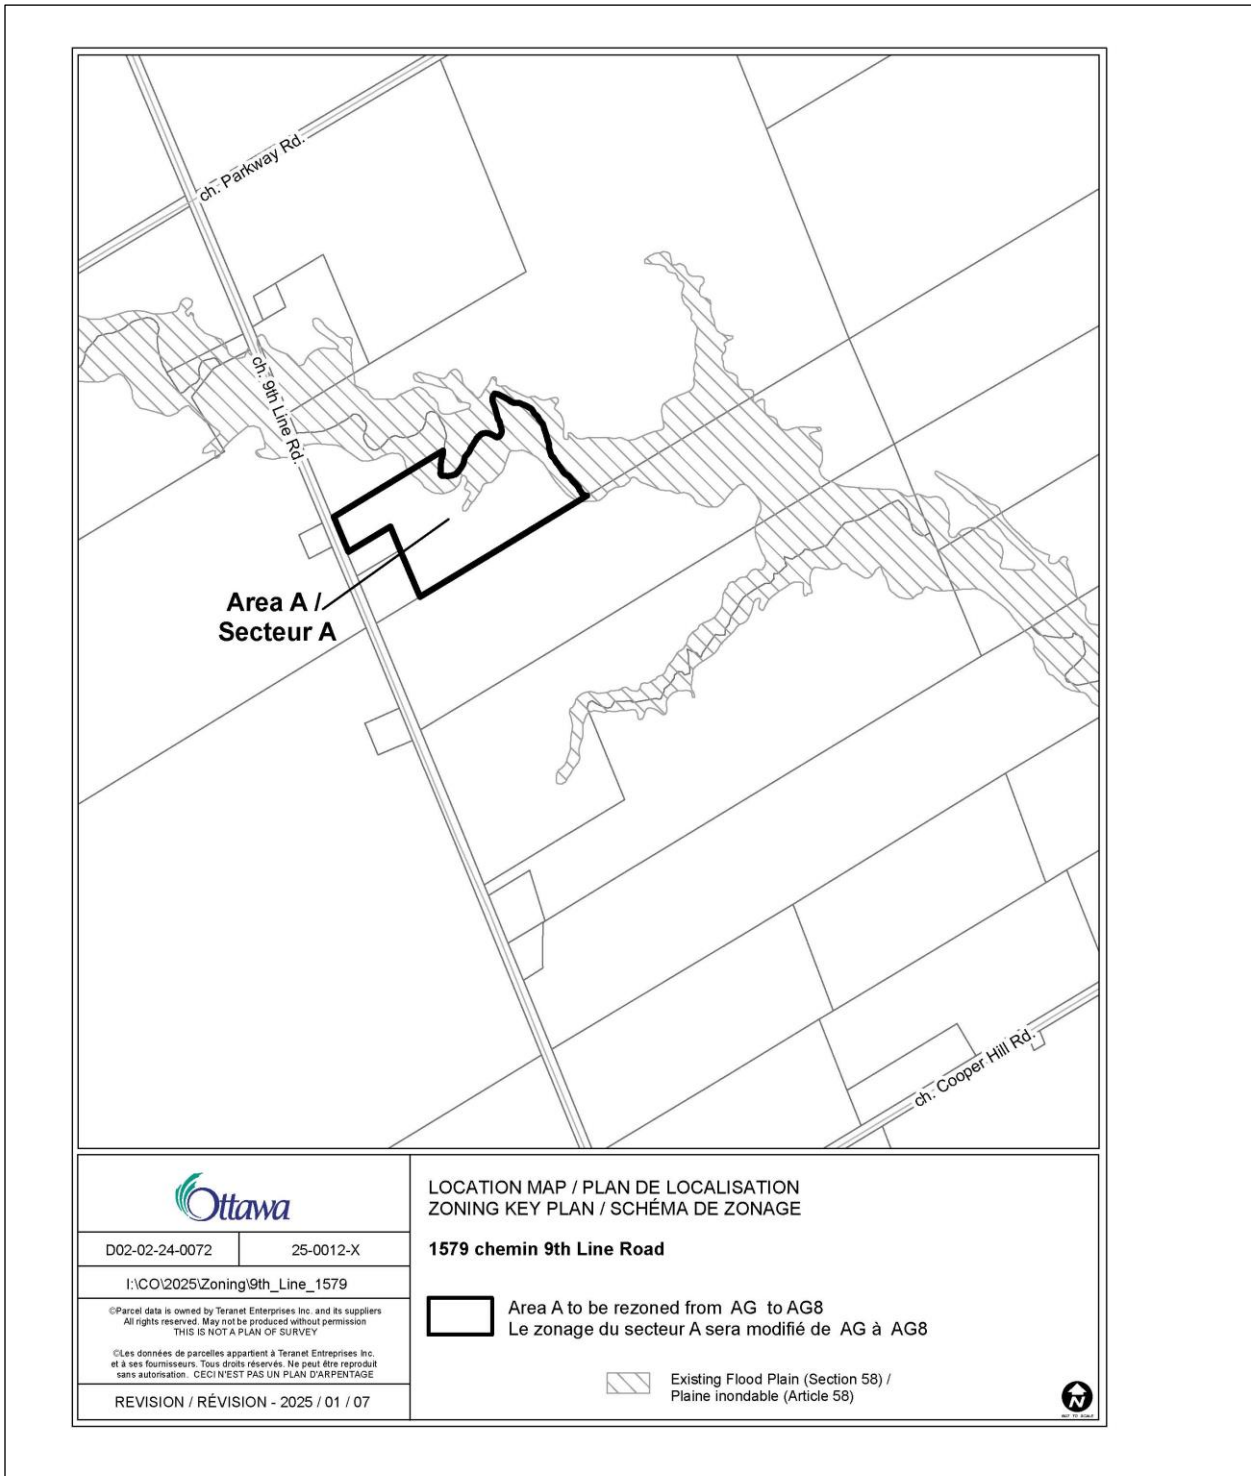 ch. Parkway Rd.
ch. 9th Line Rd.
Area A /
Secteur A
ch. Cooper Hill Rd.
Ottawa
D02-02-24-0072
25-0012-X
I:\CO\2025\Zoning\9th_Line_1579
©Parcel data is owned by Teranet Enterprises Inc. and its suppliers
All rights reserved. May not be produced without permission
THIS IS NOT A PLAN OF SURVEY
©Les données de parcelles appartient à Teranet Entreprises Inc.
et à ses fournisseurs. Tous droits réservés. Ne peut être reproduit
sans autorisation. CECI N'EST PAS UN PLAN D'ARPENTAGE
REVISION / RÉVISION - 2025 / 01 / 07
LOCATION MAP / PLAN DE LOCALISATION
ZONING KEY PLAN / SCHÉMA DE ZONAGE
1579 chemin 9th Line Road
Area A to be rezoned from AG to AG8
Le zonage du secteur A sera modifié de AG à AG8
Existing Flood Plain (Section 58) /
Plaine inondable (Article 58)
N
NOT TO SCALE